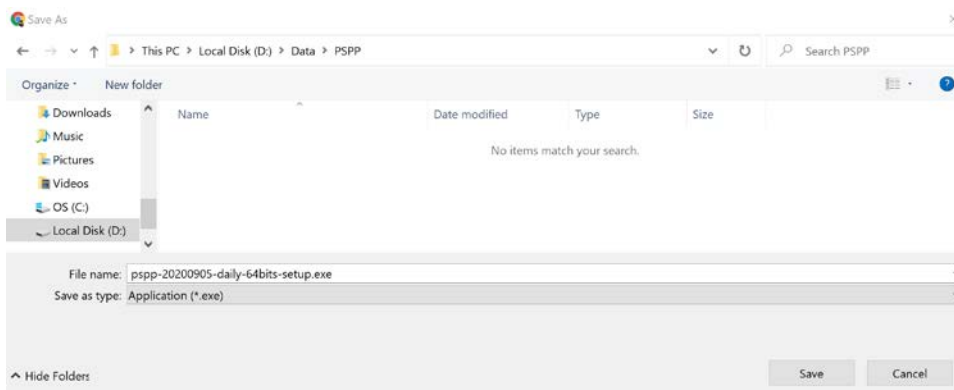 Save As
This PC > Local Disk (D:) > Data > PSPP
Search PSPP
Organize
New folder
Name
Date modified
Type
Size
Downloads
Music
Pictures
Videos
OS (C:)
Local Disk (D:)
No items match your search.
File name: pspp-20200905-daily-64bits-setup.exe
Save as type: Application (*.exe)
Hide Folders
Save
Cancel